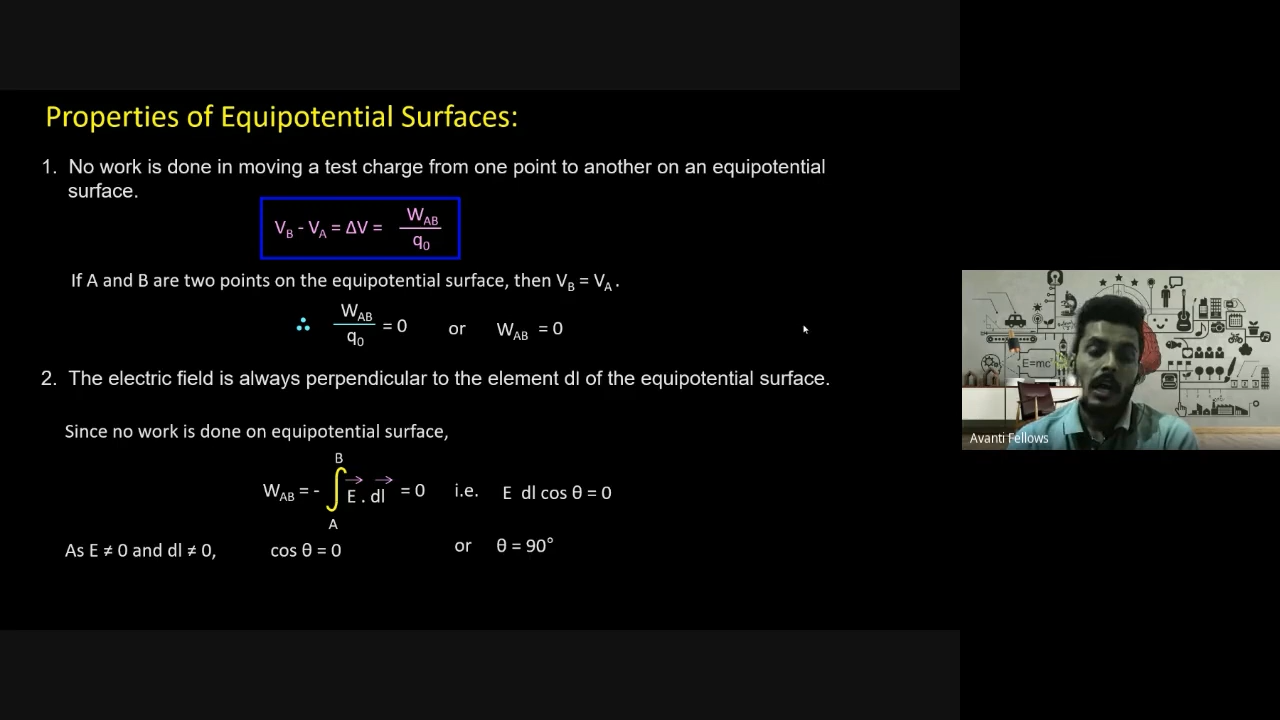 Properties of Equipotential Surfaces:
1. No work is done in moving a test charge from one point to another on an equipotential
surface.
V_B - V_A = ΔV = W_AB / q_0
If A and B are two points on the equipotential surface, then V_B = V_A .
∴ W_AB / q_0 = 0 or W_AB = 0
2. The electric field is always perpendicular to the element dl of the equipotential surface.
Since no work is done on equipotential surface,
B
W_AB = - ∫ E⃗ . dl⃗ = 0 i.e. E dl cos θ = 0
A
As E ≠ 0 and dl ≠ 0, cos θ = 0 or θ = 90°
E=mc²
Avanti Fellows